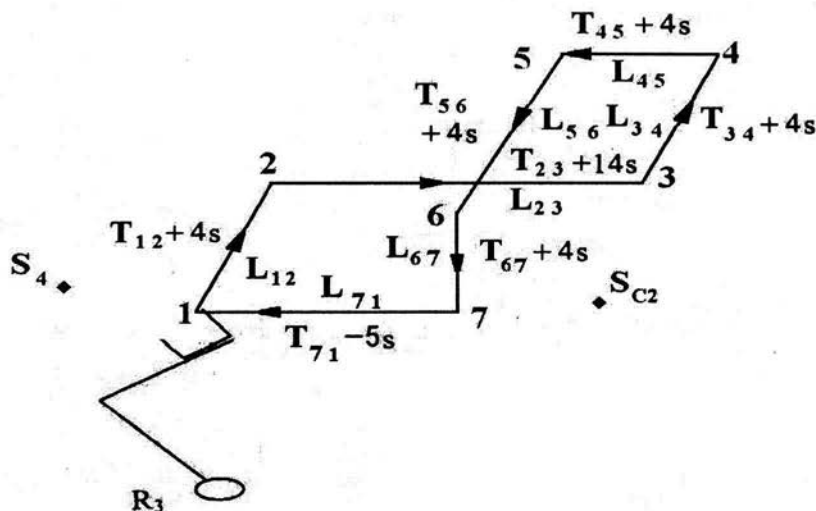 T₄₅+4s
5
4
L₄₅
T₅₆
+4s
L₅₆
L₃₄
T₃₄+4s
2
T₂₃+14s
3
6
L₂₃
T₁₂+4s
L₆₇
T₆₇+4s
S₄
L₁₂
L₇₁
S_C2
1
7
T₇₁-5s
R₃